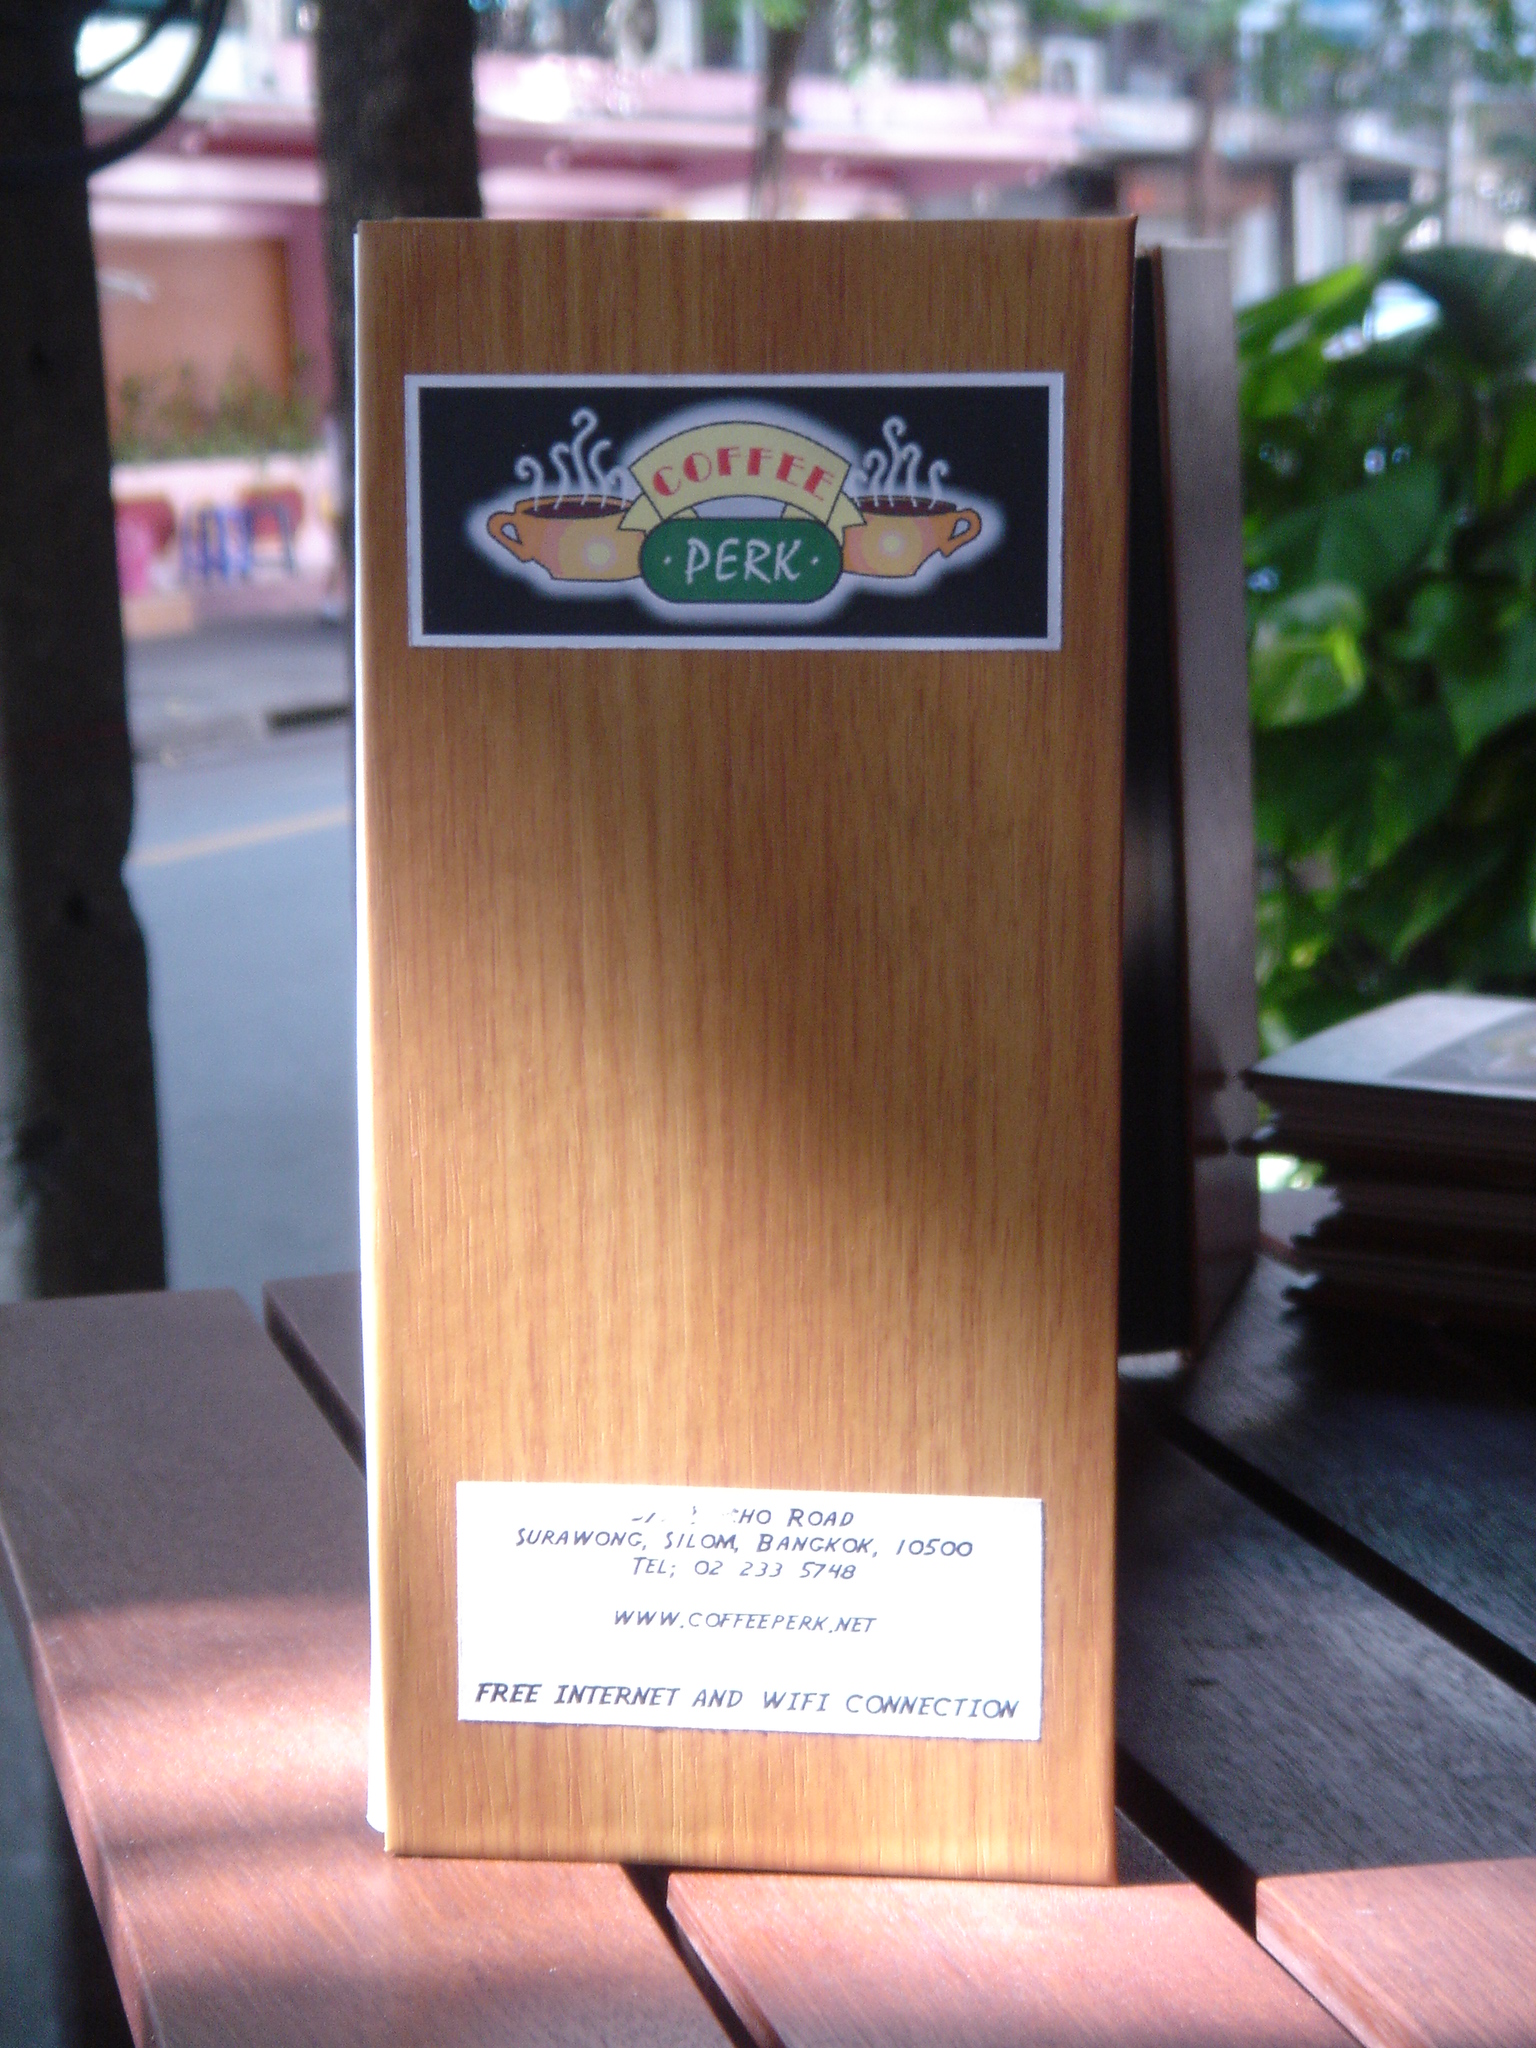 COFFEE
· PERK ·
ROAD
SURAWONG, SILOM, BANGKOK, 10500
TEL; 02 233 5748
WWW.COFFEEPERK.NET
FREE INTERNET AND WIFI CONNECTION